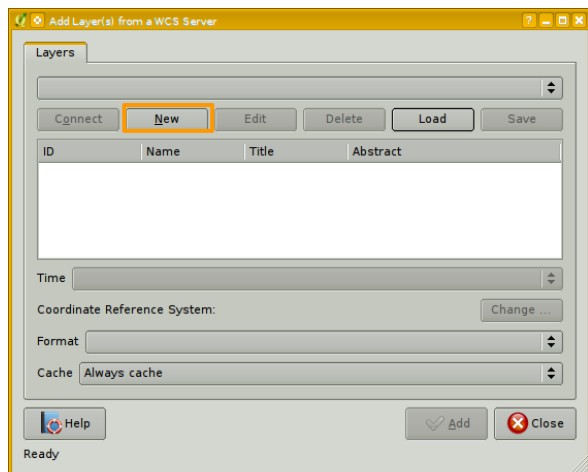 Add Layer(s) from a WCS Server
Layers
Connect New Edit Delete Load Save
ID Name Title Abstract
Time
Coordinate Reference System: Change ...
Format
Cache Always cache
Help Add Close
Ready